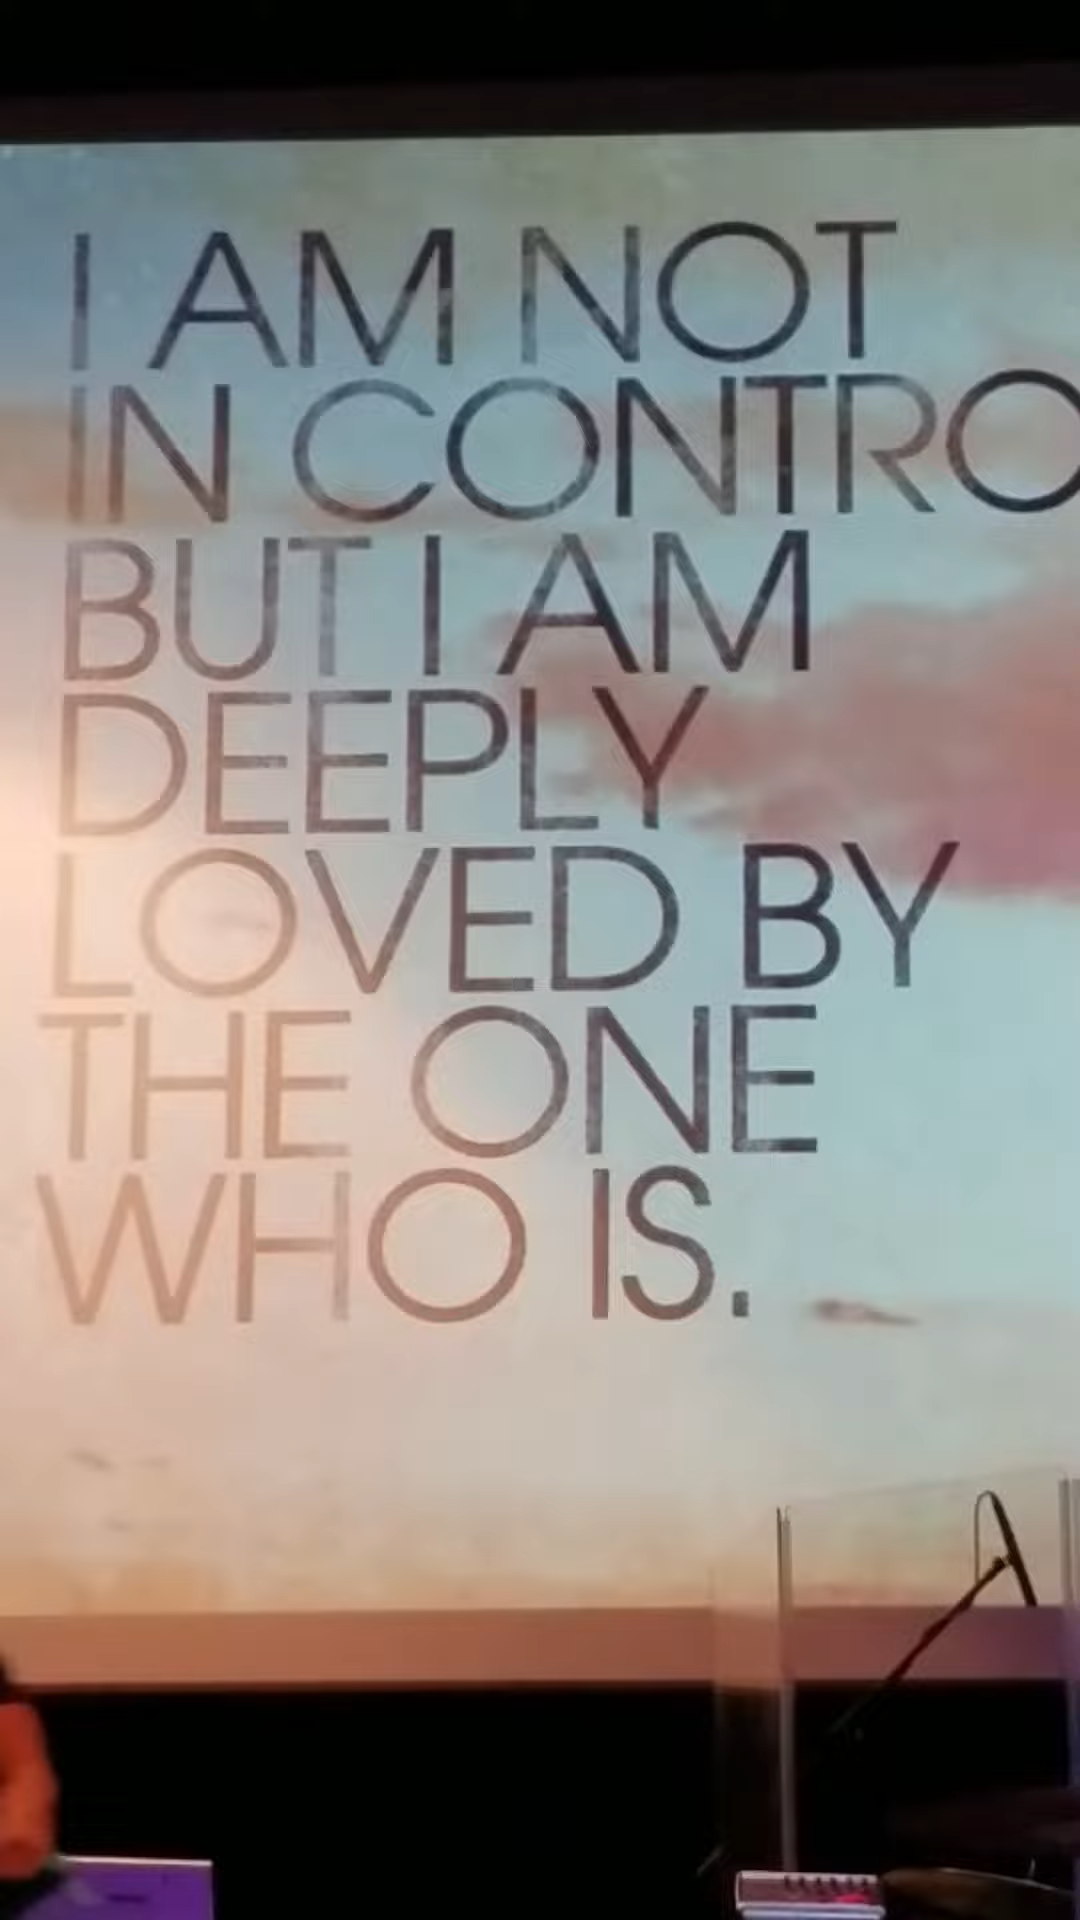 I AM NOT
IN CONTRO
BUT I AM
DEEPLY
LOVED BY
THE ONE
WHO IS.